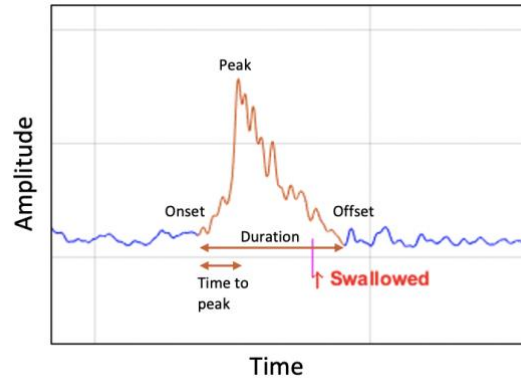 Peak
Amplitude
Onset
Offset
Duration
↑ Swallowed
Time to
peak
Time